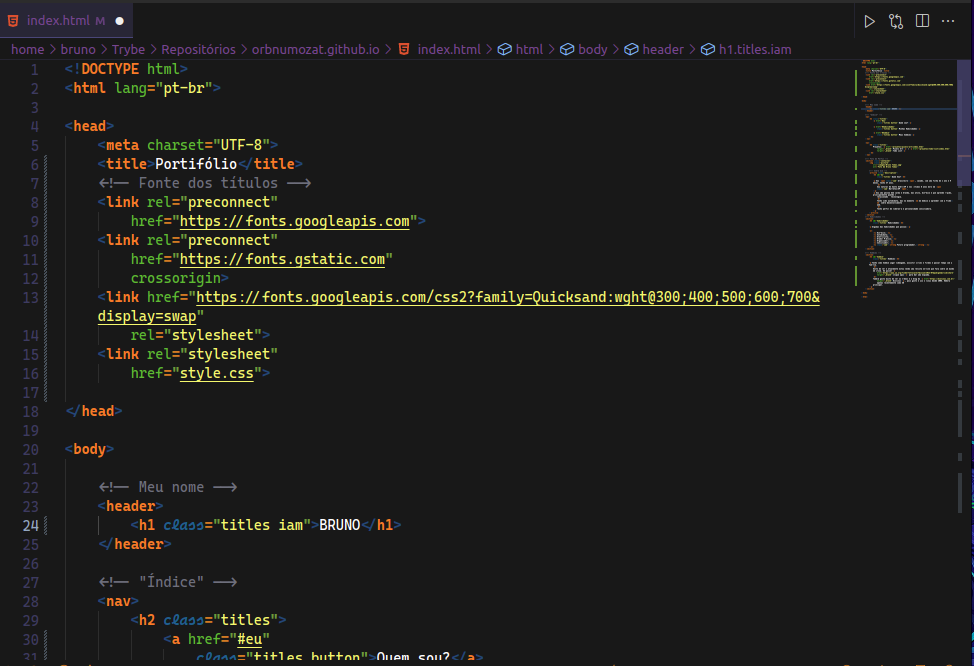 index.html M
home > bruno > Trybe > Repositórios > orbnumozat.github.io > index.html > html > body > header > h1.titles.iam
1 <!DOCTYPE html>
2 <html lang="pt-br">
3
4 <head>
5 <meta charset="UTF-8">
6 <title>Portifólio</title>
7 <!-- Fonte dos títulos -->
8 <link rel="preconnect"
9 href="https://fonts.googleapis.com">
10 <link rel="preconnect"
11 href="https://fonts.gstatic.com"
12 crossorigin>
13 <link href="https://fonts.googleapis.com/css2?family=Quicksand:wght@300;400;500;600;700&
display=swap"
14 rel="stylesheet">
15 <link rel="stylesheet"
16 href="style.css">
17
18 </head>
19
20 <body>
21
22 <!-- Meu nome -->
23 <header>
24 <h1 class="titles iam">BRUNO</h1>
25 </header>
26
27 <!-- "Índice" -->
28 <nav>
29 <h2 class="titles">
30 <a href="#eu"
31 class="titles button">Quem sou?</a>